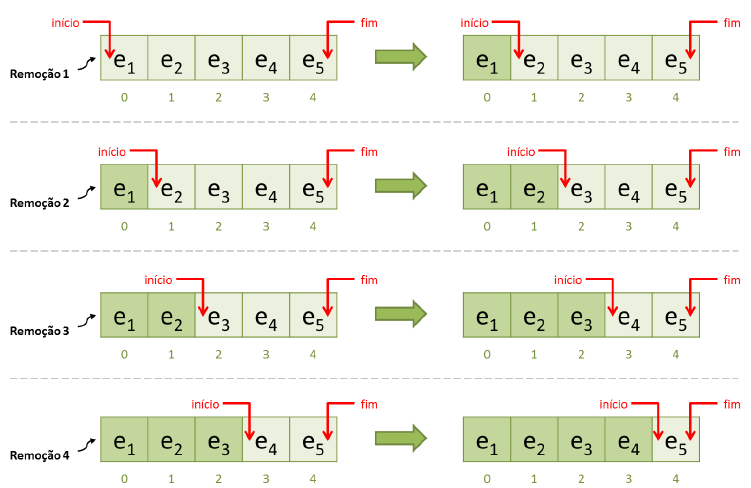 início fim início fim
Remoção 1 e1 e2 e3 e4 e5 e1 e2 e3 e4 e5
0 1 2 3 4 0 1 2 3 4
início fim início fim
Remoção 2 e1 e2 e3 e4 e5 e1 e2 e3 e4 e5
0 1 2 3 4 0 1 2 3 4
início fim início fim
Remoção 3 e1 e2 e3 e4 e5 e1 e2 e3 e4 e5
0 1 2 3 4 0 1 2 3 4
início fim início fim
Remoção 4 e1 e2 e3 e4 e5 e1 e2 e3 e4 e5
0 1 2 3 4 0 1 2 3 4